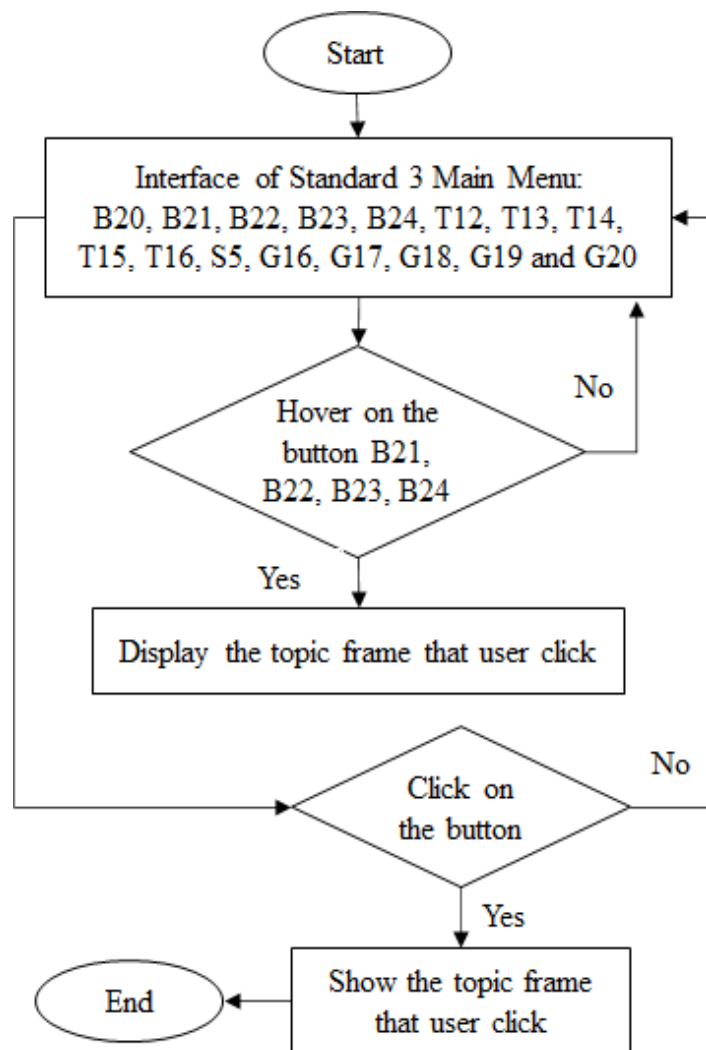 Start
Interface of Standard 3 Main Menu:
B20, B21, B22, B23, B24, T12, T13, T14,
T15, T16, S5, G16, G17, G18, G19 and G20
No
Hover on the
button B21,
B22, B23, B24
Yes
Display the topic frame that user click
No
Click on
the button
Yes
Show the topic frame
that user click
End